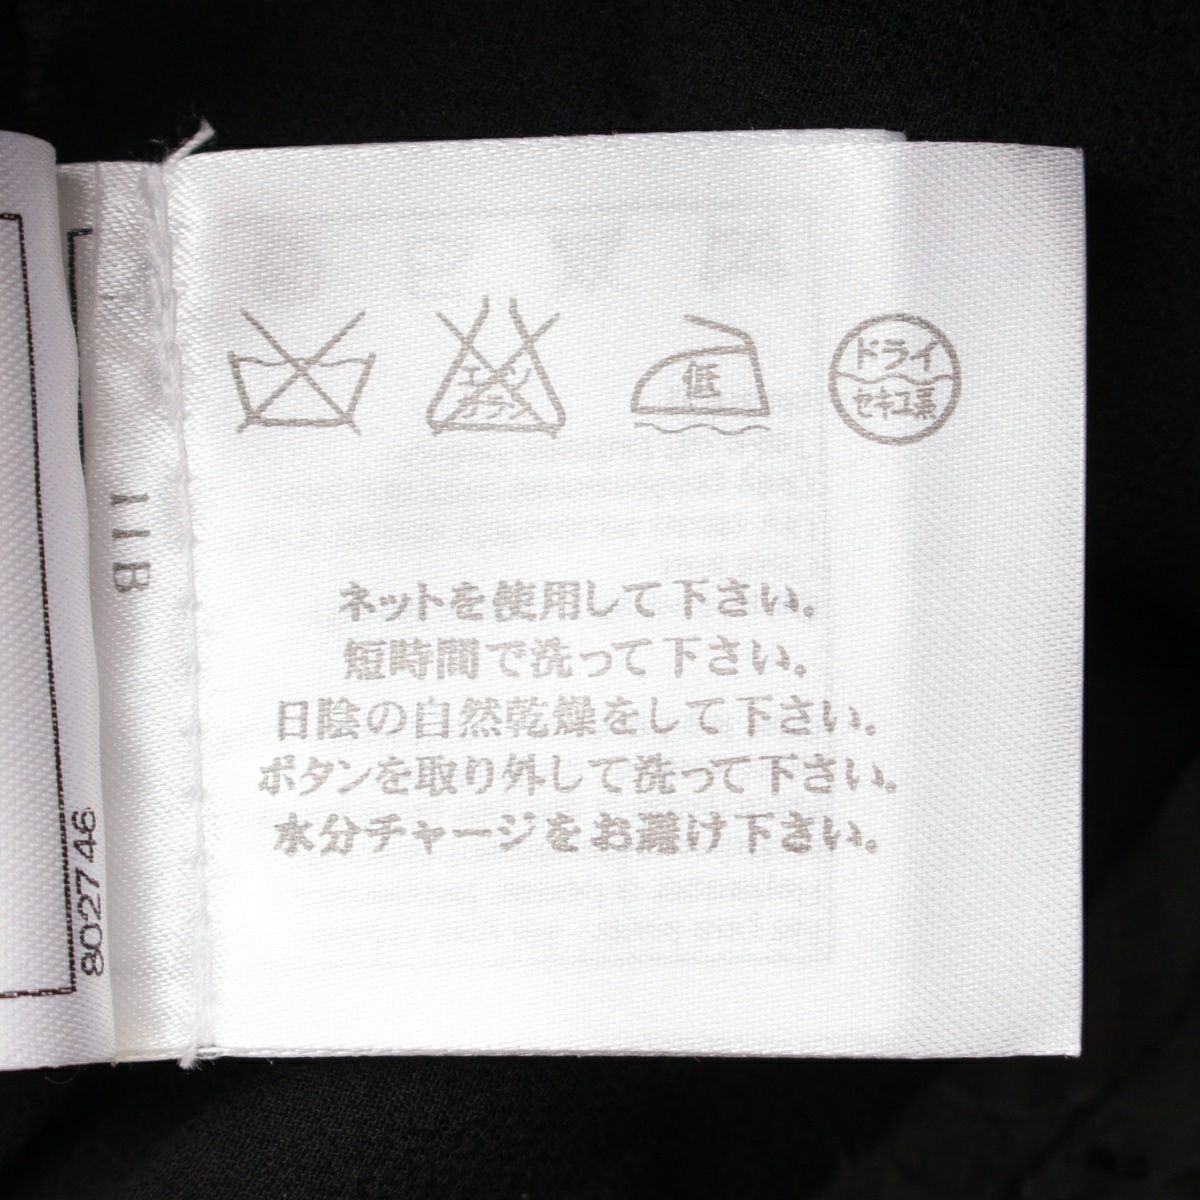 エンソ
サラシ
低
ドライ
セキユ系
ネットを使用して下さい。
短時間で洗って下さい。
日陰の自然乾燥をして下さい。
ボタンを取り外して洗って下さい。
水分チャージをお避け下さい。
11B
802746